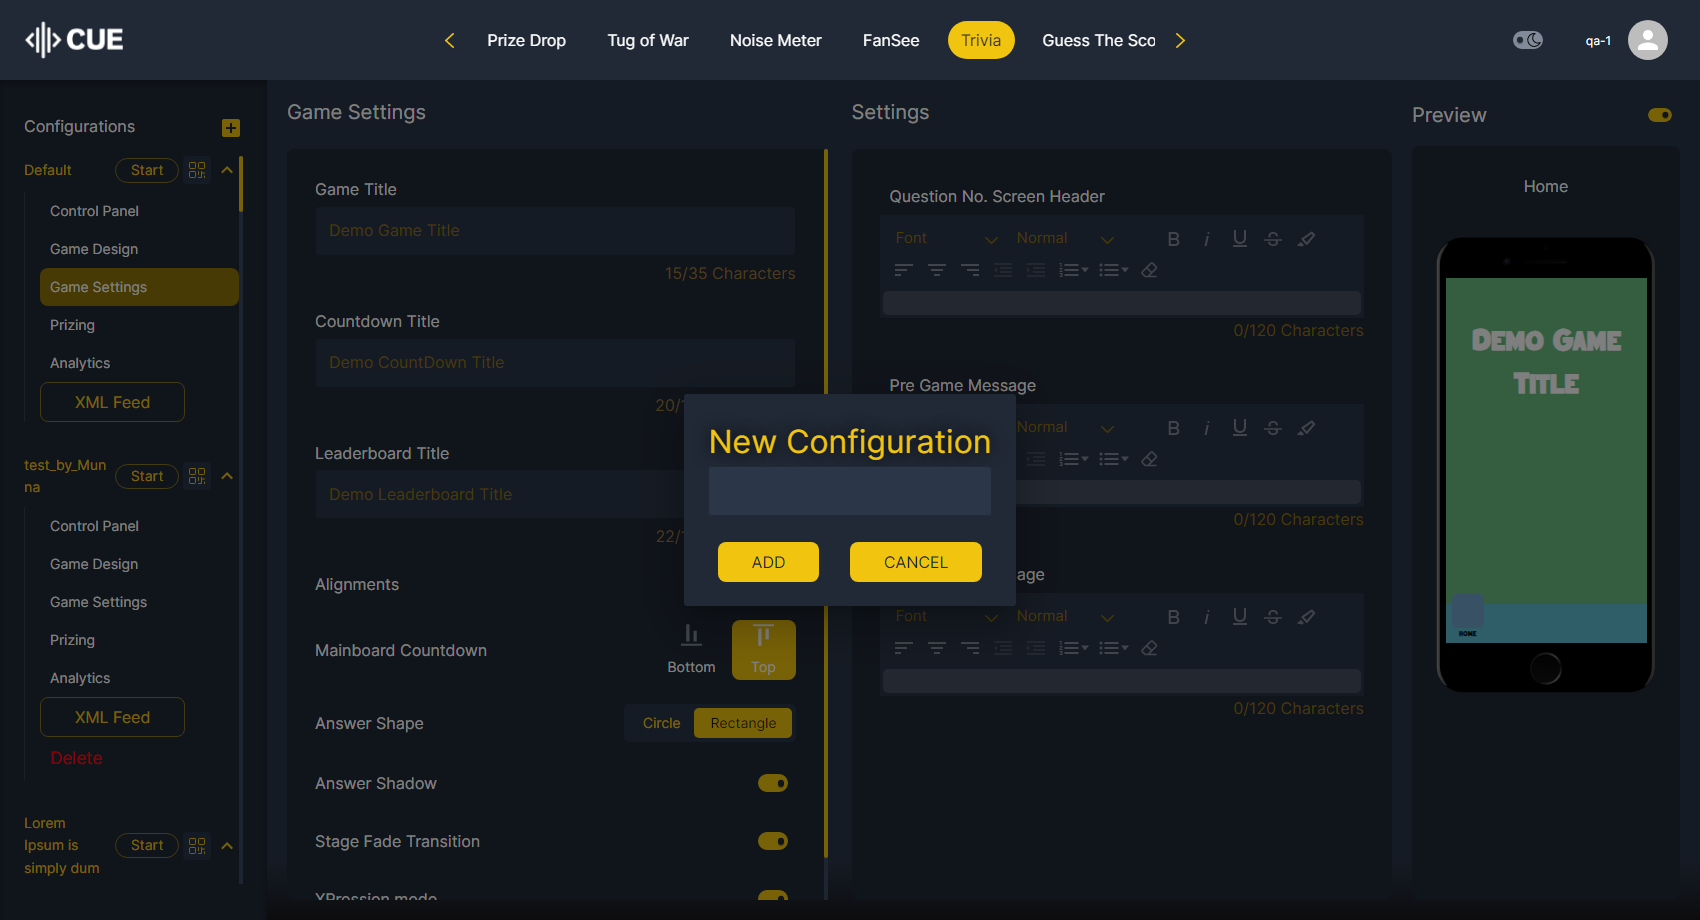 CUE
Prize Drop
Tug of War
Noise Meter
FanSee
Trivia
Guess The Sco
qa-1
Configurations
Default
Start
Control Panel
Game Design
Game Settings
Prizing
Analytics
XML Feed
test_by_Mun
na
Start
Control Panel
Game Design
Game Settings
Prizing
Analytics
XML Feed
Delete
Lorem
Ipsum is
simply dum
Start
Game Settings
Game Title
Demo Game Title
15/35 Characters
Countdown Title
Demo CountDown Title
20/
Leaderboard Title
Demo Leaderboard Title
22/
Alignments
Mainboard Countdown
Bottom
Top
Answer Shape
Circle
Rectangle
Answer Shadow
Stage Fade Transition
XPression mode
New Configuration
ADD
CANCEL
Settings
Question No. Screen Header
Font
Normal
0/120 Characters
Pre Game Message
Normal
0/120 Characters
age
Font
Normal
0/120 Characters
Preview
Home
Demo Game
Title
HOME